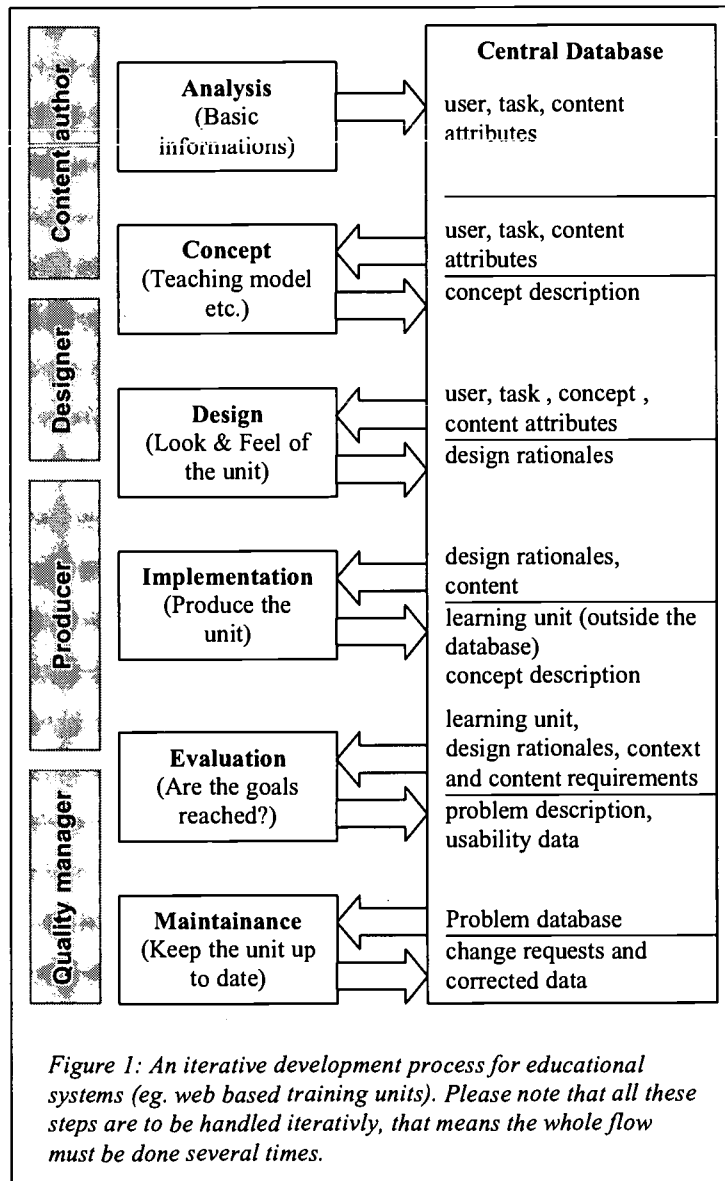 Content author
Designer
Producer
Quality manager
Analysis
(Basic
informations)
Concept
(Teaching model
etc.)
Design
(Look & Feel of
the unit)
Implementation
(Produce the
unit)
Evaluation
(Are the goals
reached?)
Maintainance
(Keep the unit up
to date)
Central Database
user, task, content
attributes
user, task, content
attributes
concept description
user, task , concept ,
content attributes
design rationales
design rationales,
content
learning unit (outside the
database)
concept description
learning unit,
design rationales, context
and content requirements
problem description,
usability data
Problem database
change requests and
corrected data
Figure 1: An iterative development process for educational
systems (eg. web based training units). Please note that all these
steps are to be handled iterativly, that means the whole flow
must be done several times.